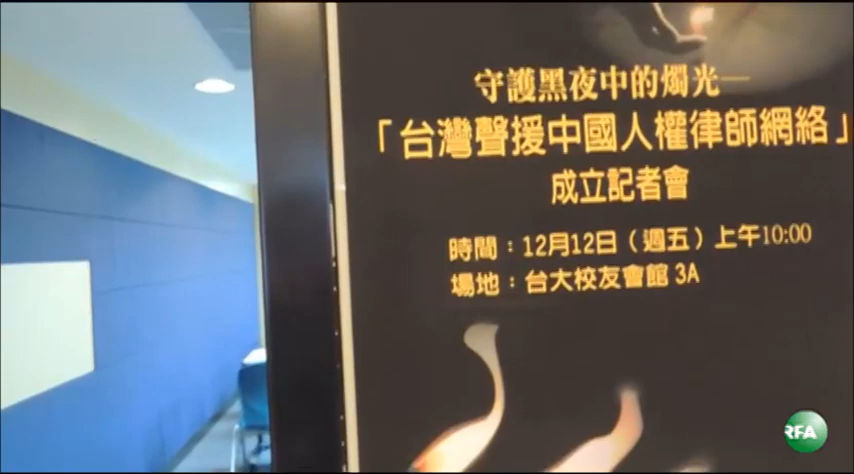 守護黑夜中的燭光—
「台灣聲援中國人權律師網絡」
成立記者會
時間：12月12日（週五）上午10:00
場地：台大校友會館 3A
RFA